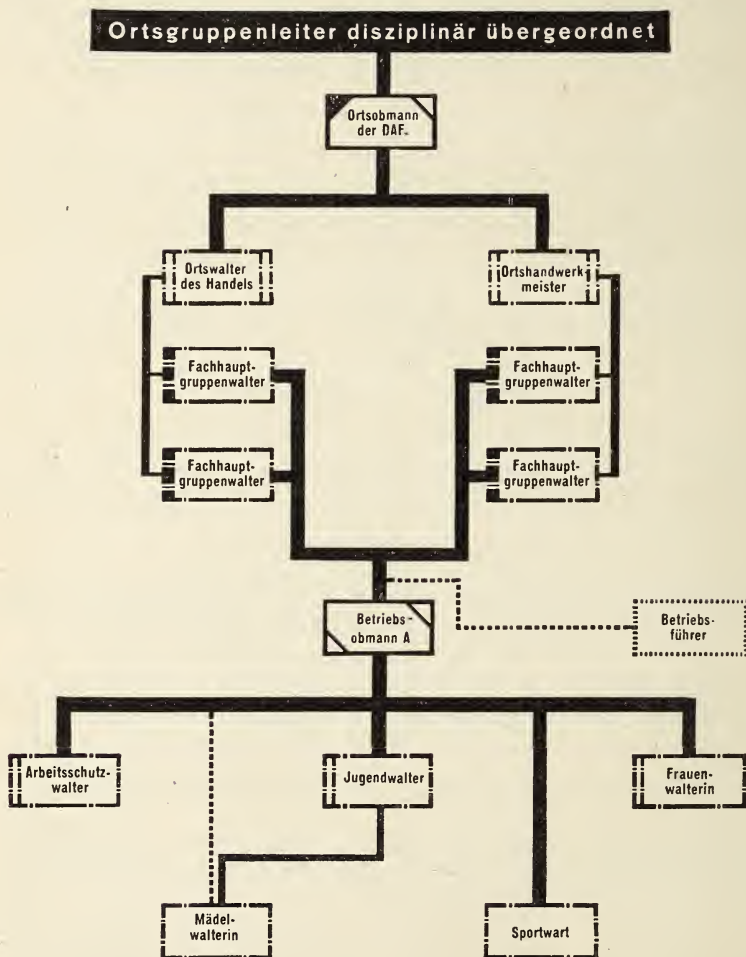 Ortsgruppenleiter disziplinär übergeordnet
Ortsobmann
der DAF.
Ortswalter
des Handels
Ortshandwerk-
meister
Fachhaupt-
gruppenwalter
Fachhaupt-
gruppenwalter
Fachhaupt-
gruppenwalter
Fachhaupt-
gruppenwalter
Betriebs-
obmann A
Betriebs-
führer
Arbeitsschutz-
walter
Jugendwalter
Frauen-
walterin
Mädel-
walterin
Sportwart